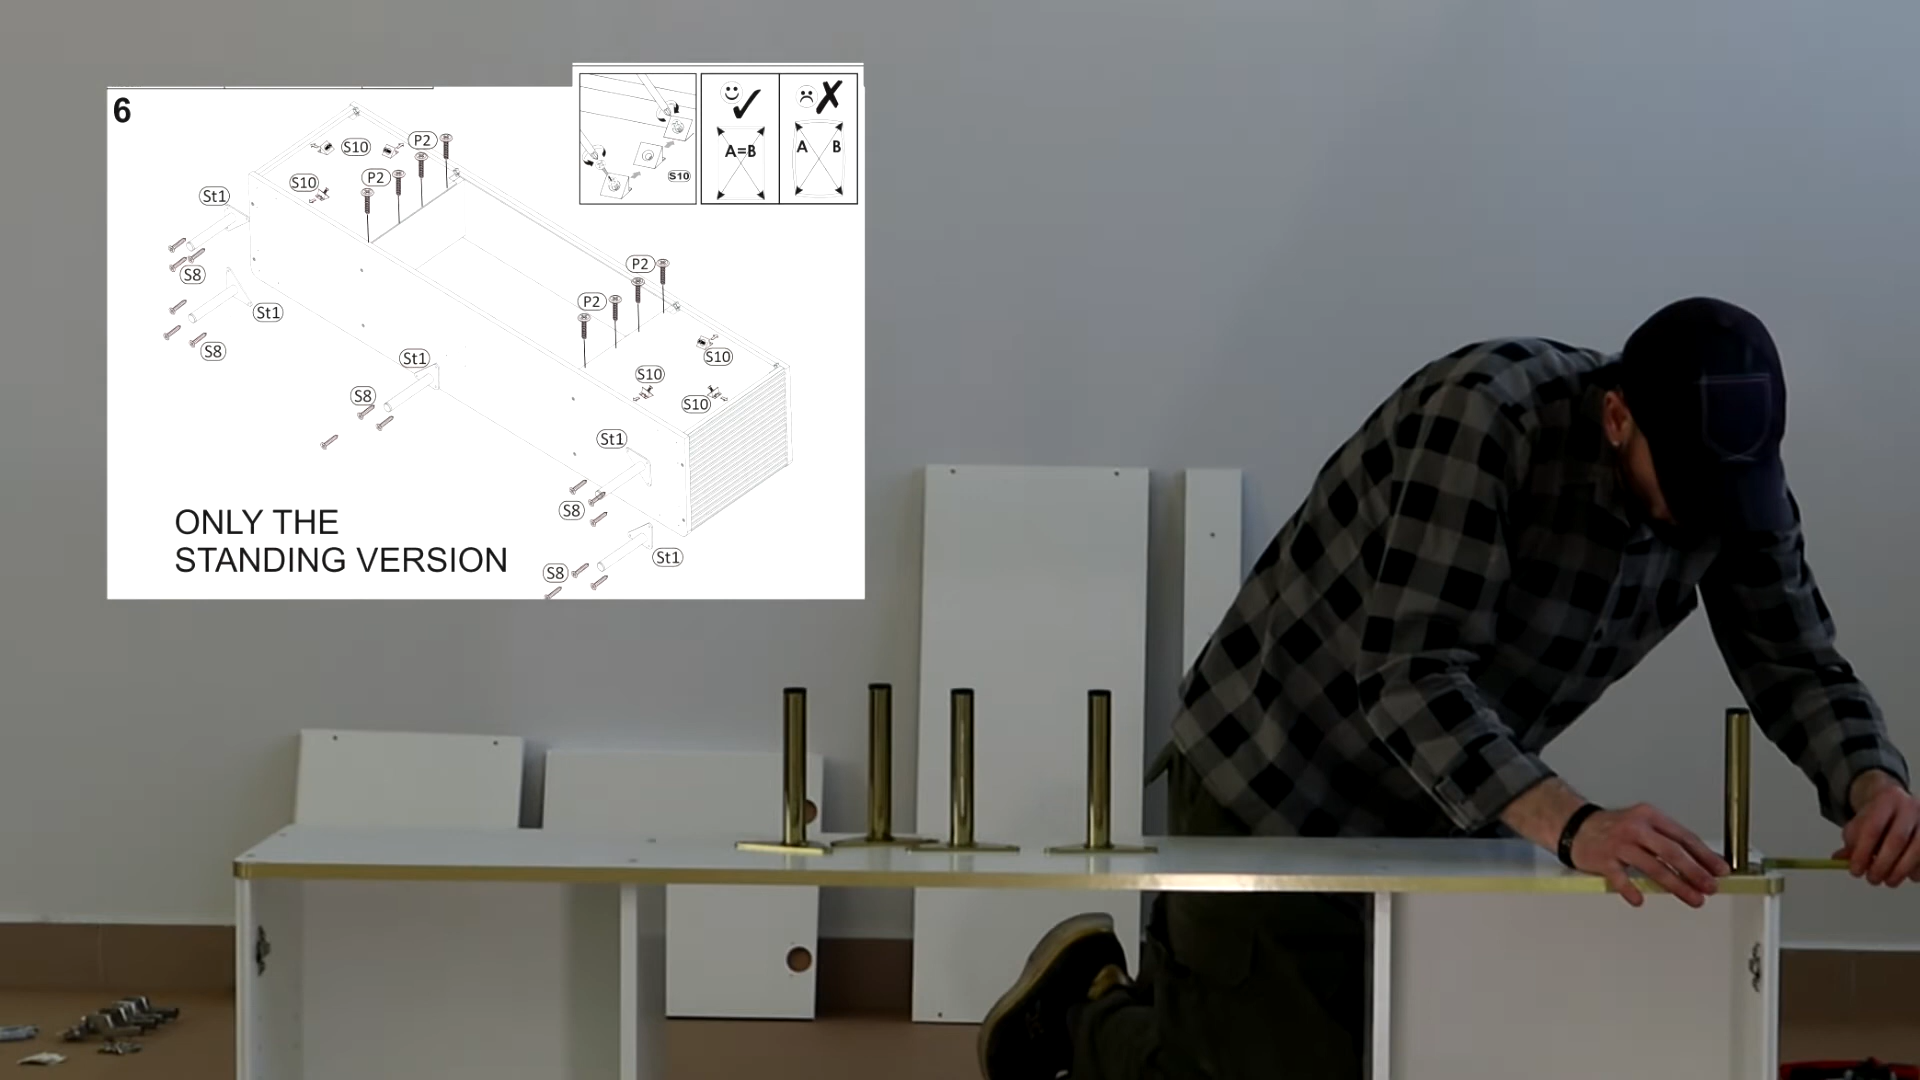 6
S10
P2
P2
S10
St1
S8
St1
S8
St1
S8
P2
P2
S10
S10
S10
St1
S8
St1
S8
S10
A=B
A B
ONLY THE
STANDING VERSION